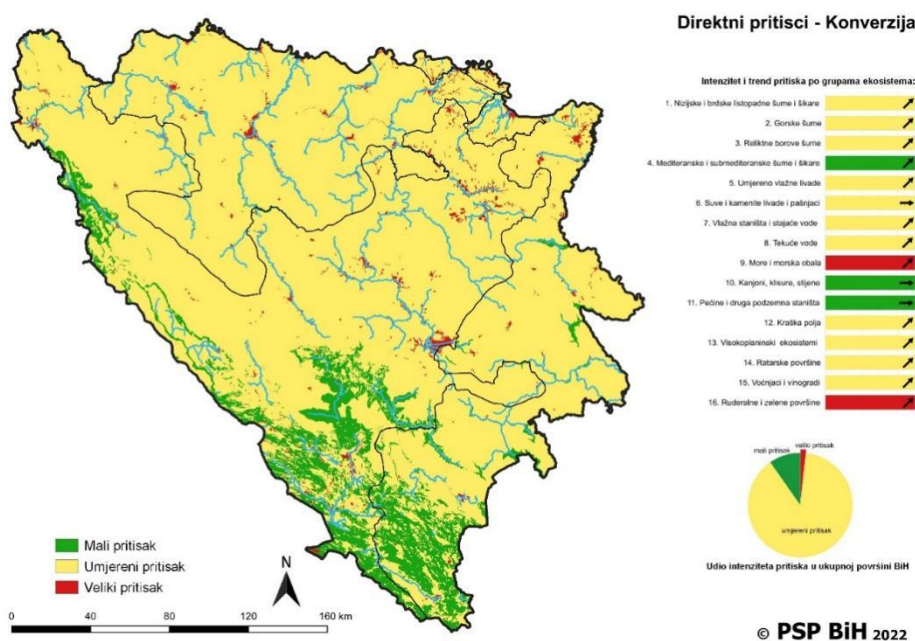 Direktni pritisci - Konverzija
Intenzitet i trend pritiska po grupama ekosistema:
1. Nizijske i brdske listopadne šume i šikare
2. Gorske šume
3. Reliktne borove šume
4. Mediteranske i submediteranske šume i šikare
5. Umjereno vlažne livade
6. Suve i kamenite livade i pašnjaci
7. Vlažna staništa i stajaće vode
8. Tekuće vode
9. More i morska obala
10. Kanjoni, klisure, stijene
11. Pećine i druga podzemna staništa
12. Kraška polja
13. Visokoplaninski ekosistemi
14. Ratarske površine
15. Voćnjaci i vinogradi
16. Ruderalne i zelene površine
mali pritisak
veliki pritisak
umjereni pritisak
Udio intenziteta pritiska u ukupnoj površini BiH
Mali pritisak
Umjereni pritisak
Veliki pritisak
N
0 40 80 120 160 km
© PSP BiH 2022